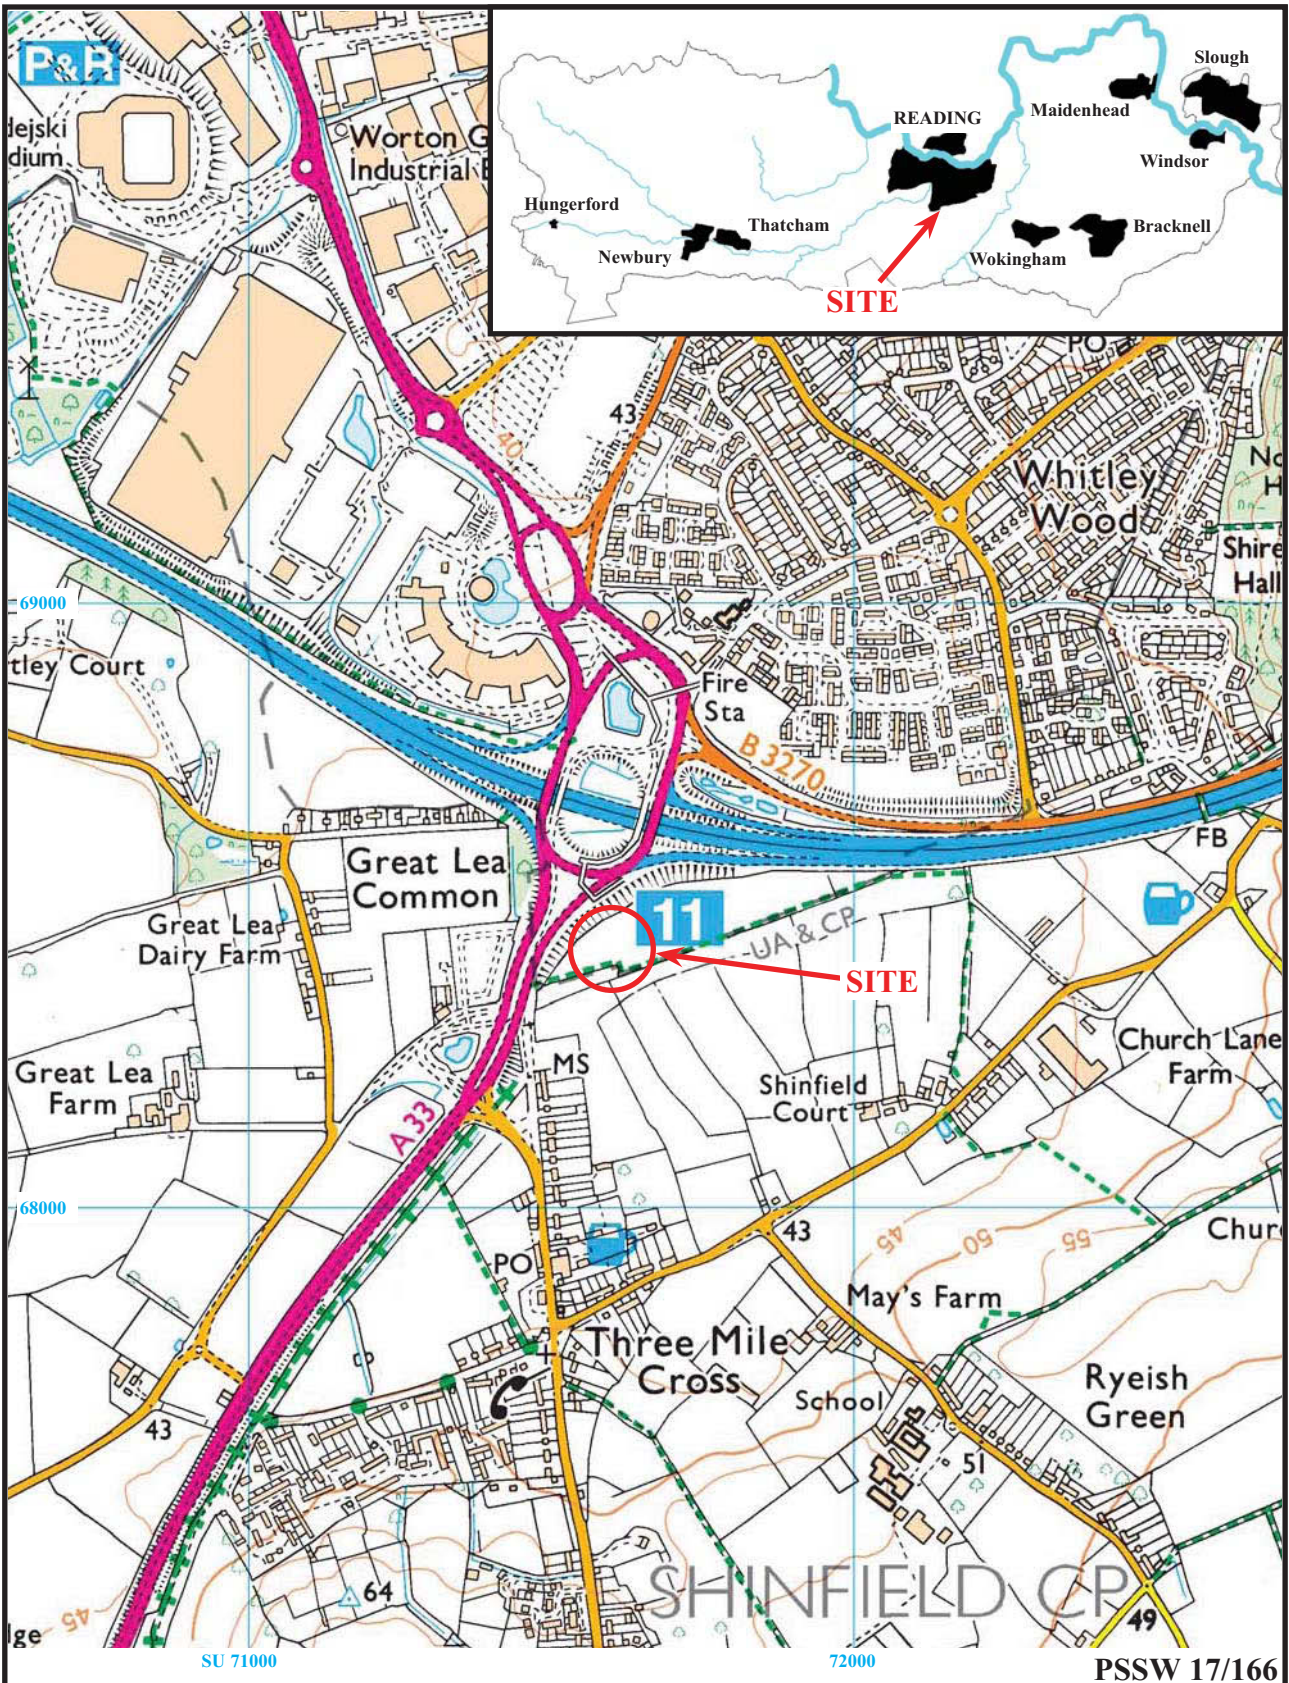 P&R
dejski
dium
Worton G
Industrial E
READING
Maidenhead
Slough
Windsor
Hungerford
Newbury
Thatcham
Wokingham
Bracknell
SITE
PO
43
40
Whitley
Wood
No
H
Shire
Hall
69000
tley Court
Fire
Sta
B 3270
FB
Great Lea
Common
11
Great Lea
Dairy Farm
UA & CP
SITE
MS
Church Lane
Farm
Great Lea
Farm
Shinfield
Court
A 33
68000
43
45
50
55
Chur
PO
May's Farm
Three Mile
Cross
School
Ryeish
Green
43
51
64
SHINFIELD CP
45
lge
49
SU 71000
72000
PSSW 17/166